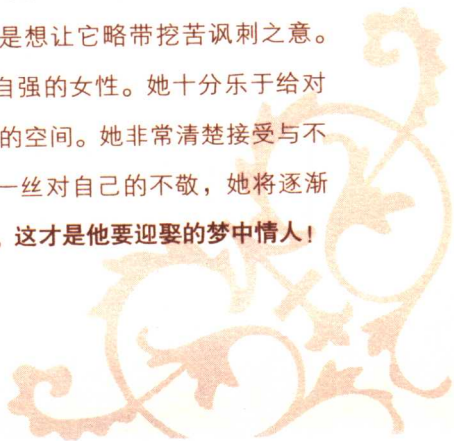 是想让它略带挖苦讽刺之意。
自强的女性。她十分乐于给对
的空间。她非常清楚接受与不
一丝对自己的不敬，她将逐渐
这才是他要迎娶的梦中情人！